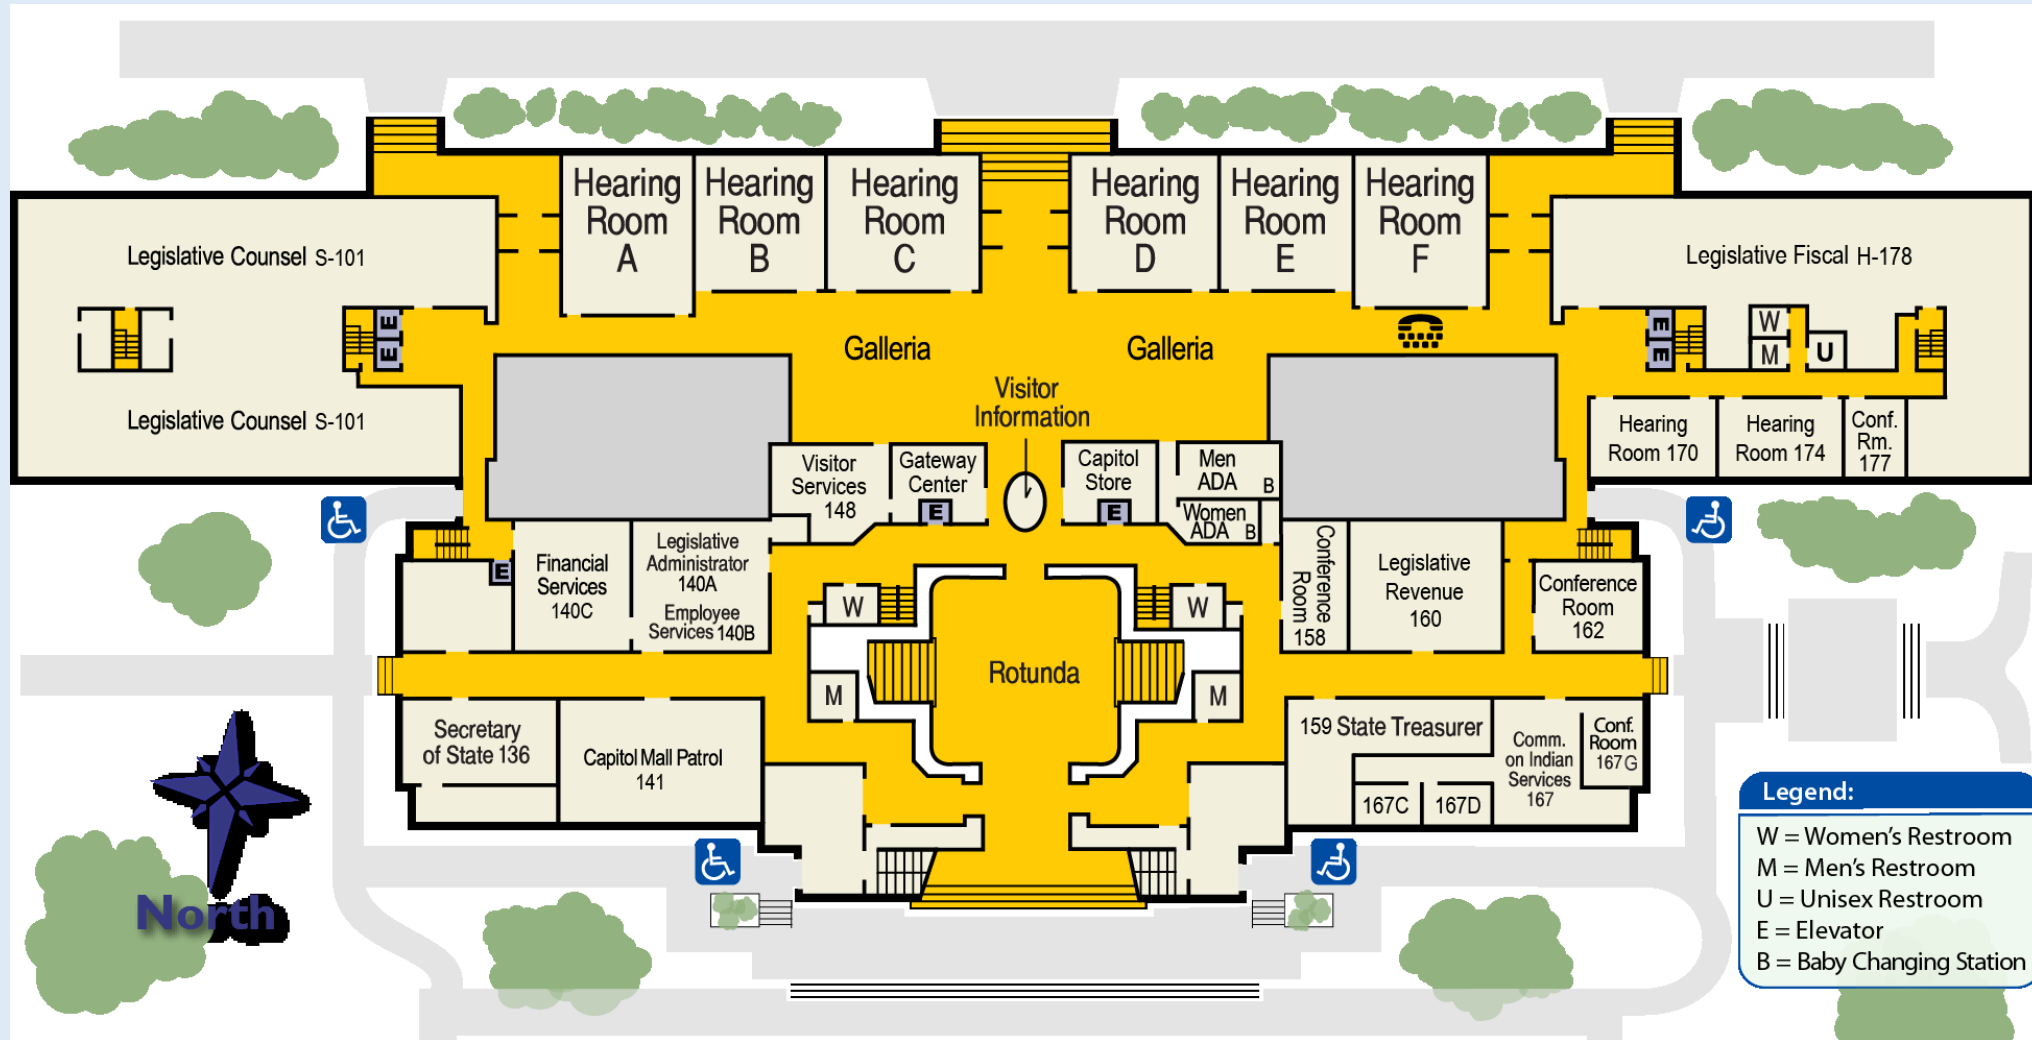 Hearing
Room
A
Hearing
Room
B
Hearing
Room
C
Hearing
Room
D
Hearing
Room
E
Hearing
Room
F
Legislative Counsel S-101
Legislative Fiscal H-178
E
E
E
E
W
M
U
Galleria
Galleria
Visitor
Information
Legislative Counsel S-101
Hearing
Room 170
Hearing
Room 174
Conf.
Rm.
177
Visitor
Services
148
Gateway
Center
E
Capitol
Store
E
Men
ADA
B
Women
ADA
B
E
Financial
Services
140C
Legislative
Administrator
140A
Employee
Services 140B
W
W
Conference
Room
158
Legislative
Revenue
160
Conference
Room
162
Rotunda
M
M
Secretary
of State 136
Capitol Mall Patrol
141
159 State Treasurer
167C
167D
Comm.
on Indian
Services
167
Conf.
Room
167G
North
Legend:
W = Women's Restroom
M = Men's Restroom
U = Unisex Restroom
E = Elevator
B = Baby Changing Station